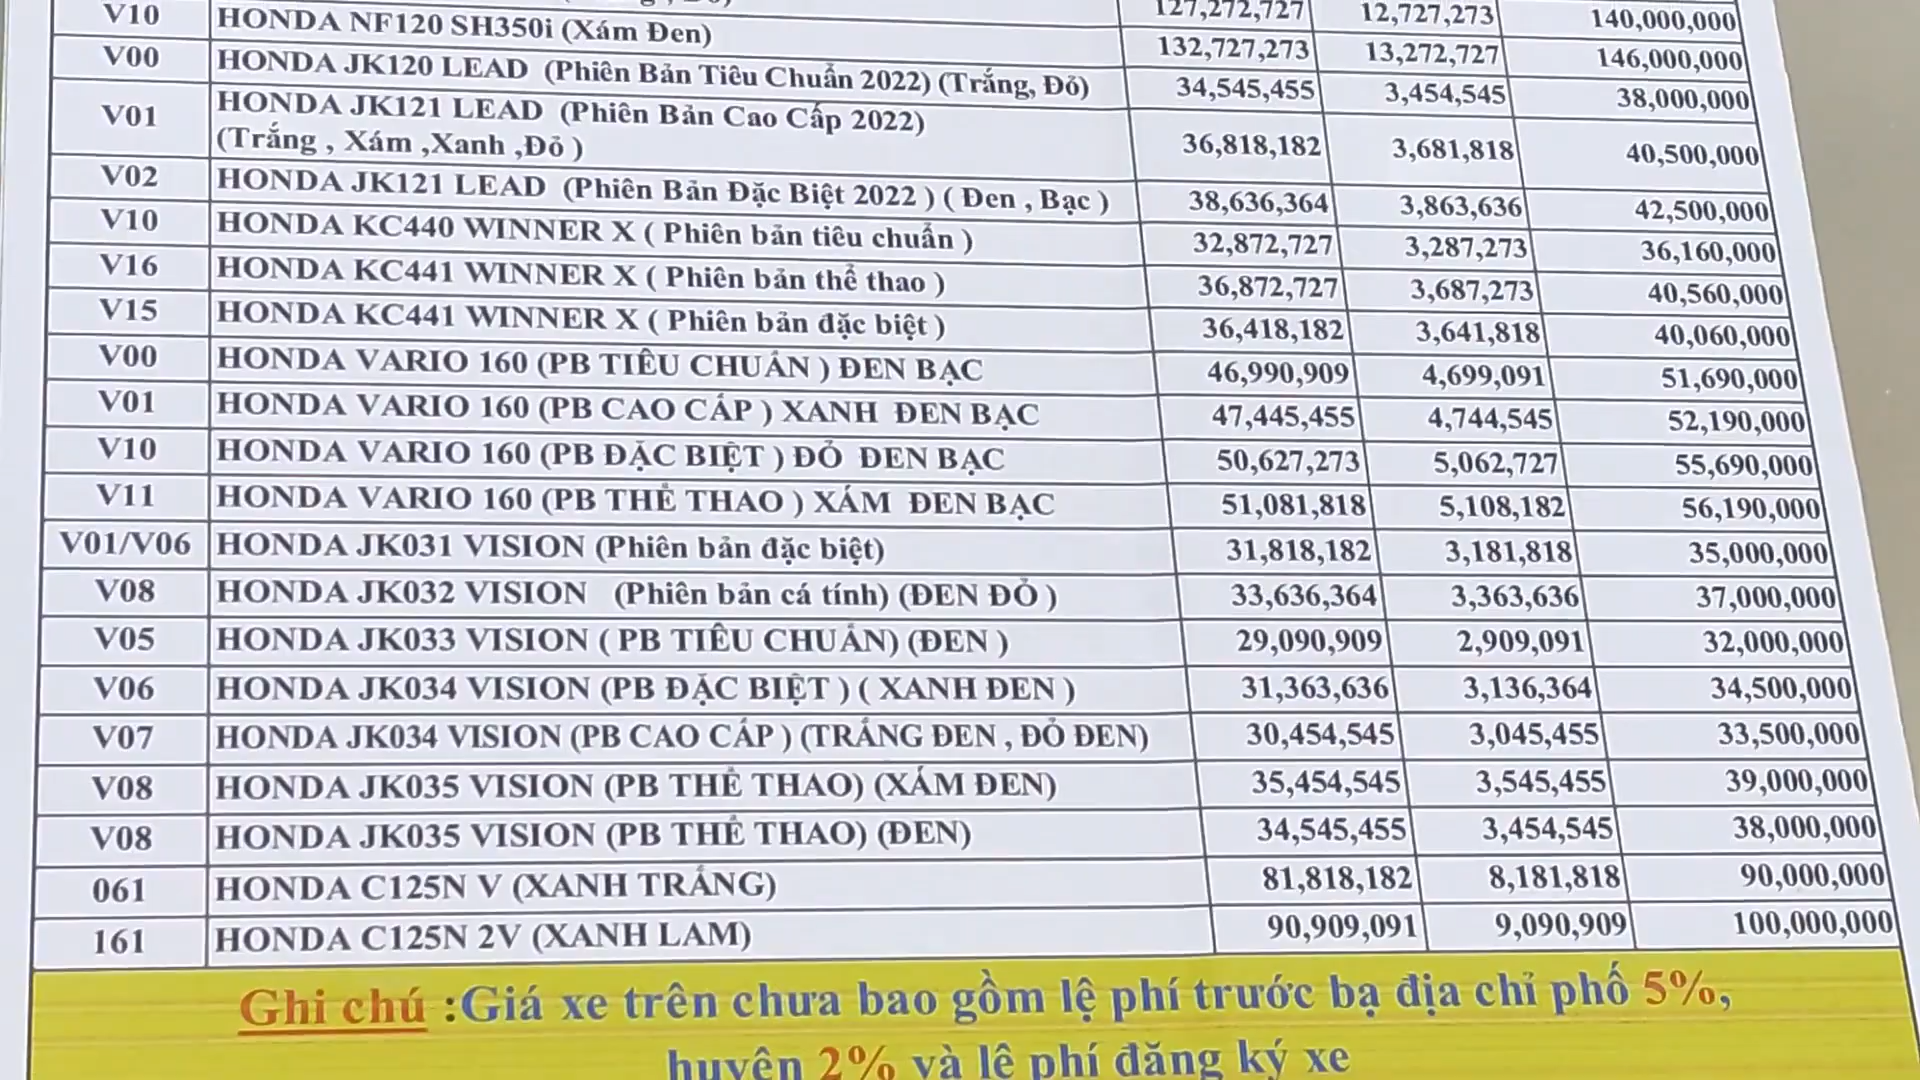 127,272,727 12,727,273 140,000,000
V10 HONDA NF120 SH350i (Xám Đen) 132,727,273 13,272,727 146,000,000
V00 HONDA JK120 LEAD (Phiên Bản Tiêu Chuẩn 2022) (Trắng, Đỏ) 34,545,455 3,454,545 38,000,000
V01 HONDA JK121 LEAD (Phiên Bản Cao Cấp 2022)
(Trắng , Xám ,Xanh ,Đỏ ) 36,818,182 3,681,818 40,500,000
V02 HONDA JK121 LEAD (Phiên Bản Đặc Biệt 2022 ) ( Đen , Bạc ) 38,636,364 3,863,636 42,500,000
V10 HONDA KC440 WINNER X ( Phiên bản tiêu chuẩn ) 32,872,727 3,287,273 36,160,000
V16 HONDA KC441 WINNER X ( Phiên bản thể thao ) 36,872,727 3,687,273 40,560,000
V15 HONDA KC441 WINNER X ( Phiên bản đặc biệt ) 36,418,182 3,641,818 40,060,000
V00 HONDA VARIO 160 (PB TIÊU CHUẨN ) ĐEN BẠC 46,990,909 4,699,091 51,690,000
V01 HONDA VARIO 160 (PB CAO CẤP ) XANH ĐEN BẠC 47,445,455 4,744,545 52,190,000
V10 HONDA VARIO 160 (PB ĐẶC BIỆT ) ĐỎ ĐEN BẠC 50,627,273 5,062,727 55,690,000
V11 HONDA VARIO 160 (PB THỂ THAO ) XÁM ĐEN BẠC 51,081,818 5,108,182 56,190,000
V01/V06 HONDA JK031 VISION (Phiên bản đặc biệt) 31,818,182 3,181,818 35,000,000
V08 HONDA JK032 VISION (Phiên bản cá tính) (ĐEN ĐỎ ) 33,636,364 3,363,636 37,000,000
V05 HONDA JK033 VISION ( PB TIÊU CHUẨN) (ĐEN ) 29,090,909 2,909,091 32,000,000
V06 HONDA JK034 VISION (PB ĐẶC BIỆT ) ( XANH ĐEN ) 31,363,636 3,136,364 34,500,000
V07 HONDA JK034 VISION (PB CAO CẤP ) (TRẮNG ĐEN , ĐỎ ĐEN) 30,454,545 3,045,455 33,500,000
V08 HONDA JK035 VISION (PB THỂ THAO) (XÁM ĐEN) 35,454,545 3,545,455 39,000,000
V08 HONDA JK035 VISION (PB THỂ THAO) (ĐEN) 34,545,455 3,454,545 38,000,000
061 HONDA C125N V (XANH TRẮNG) 81,818,182 8,181,818 90,000,000
161 HONDA C125N 2V (XANH LAM) 90,909,091 9,090,909 100,000,000
Ghi chú :Giá xe trên chưa bao gồm lệ phí trước bạ địa chỉ phố 5%,
huyện 2% và lệ phí đăng ký xe